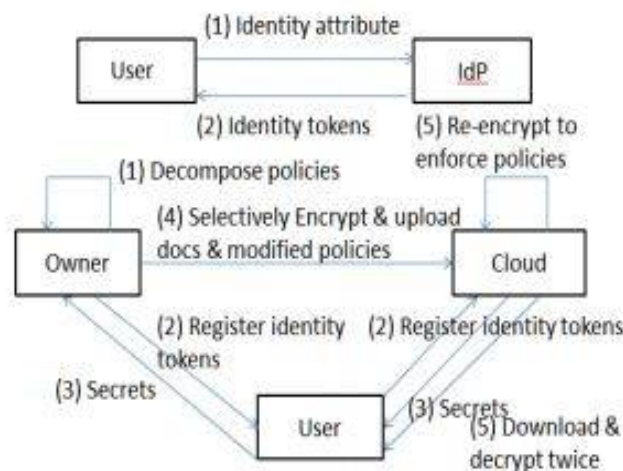 (1) Identity attribute
User
IdP
(2) Identity tokens
(5) Re-encrypt to
enforce policies
(1) Decompose policies
(4) Selectively Encrypt & upload
docs & modified policies
Owner
Cloud
(2) Register identity
tokens
(2) Register identity tokens
(3) Secrets
User
(3) Secrets
(5) Download &
decrypt twice